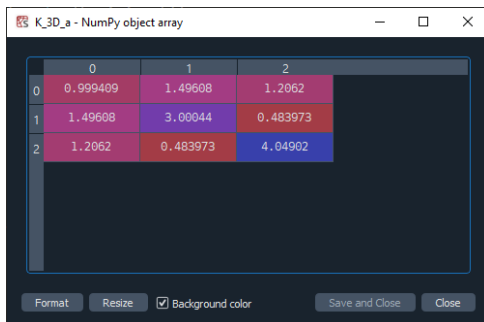 K_3D_a - NumPy object array
0 1 2
0 0.999409 1.49608 1.2062
1 1.49608 3.00044 0.483973
2 1.2062 0.483973 4.04902
Format Resize Background color Save and Close Close